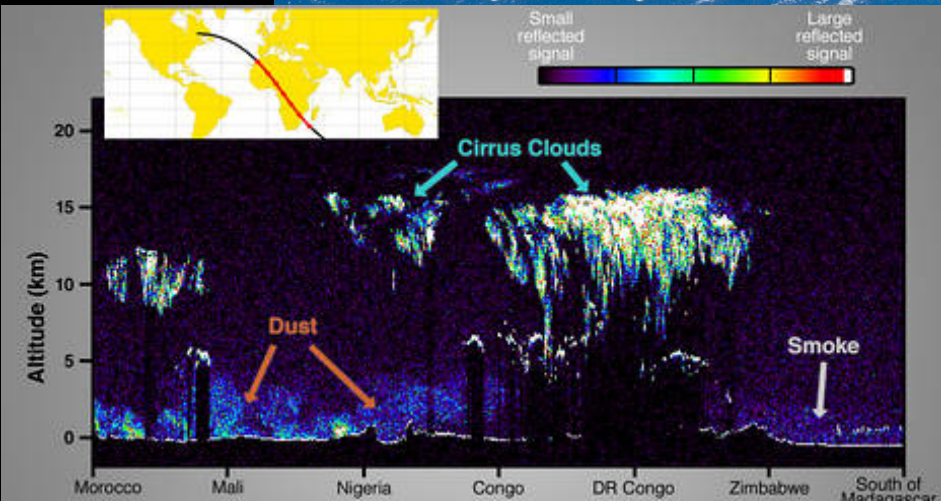 Small
reflected
signal
Large
reflected
signal
20
Cirrus Clouds
15
10
Altitude (km)
Dust
Smoke
5
0
Morocco
Mali
Nigeria
Congo
DR Congo
Zimbabwe
South of
Madagascar